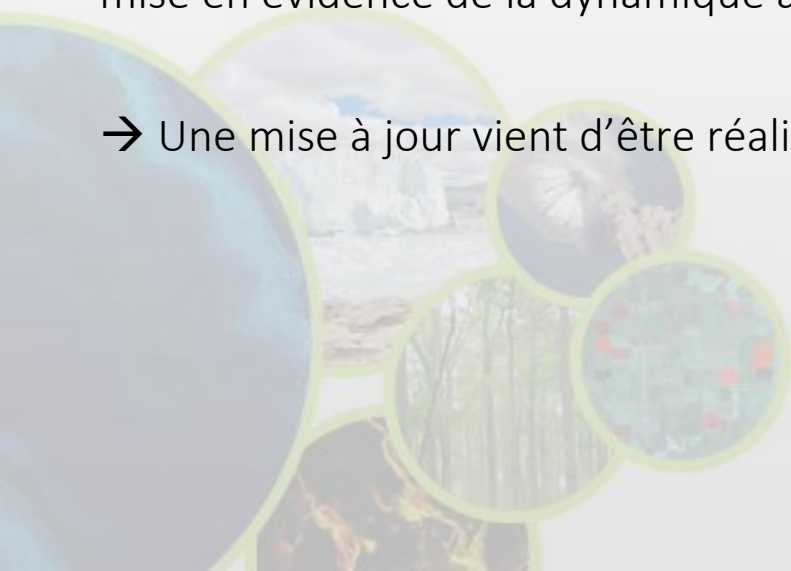 mise en évidence de la dynamique a
→ Une mise à jour vient d’être réali